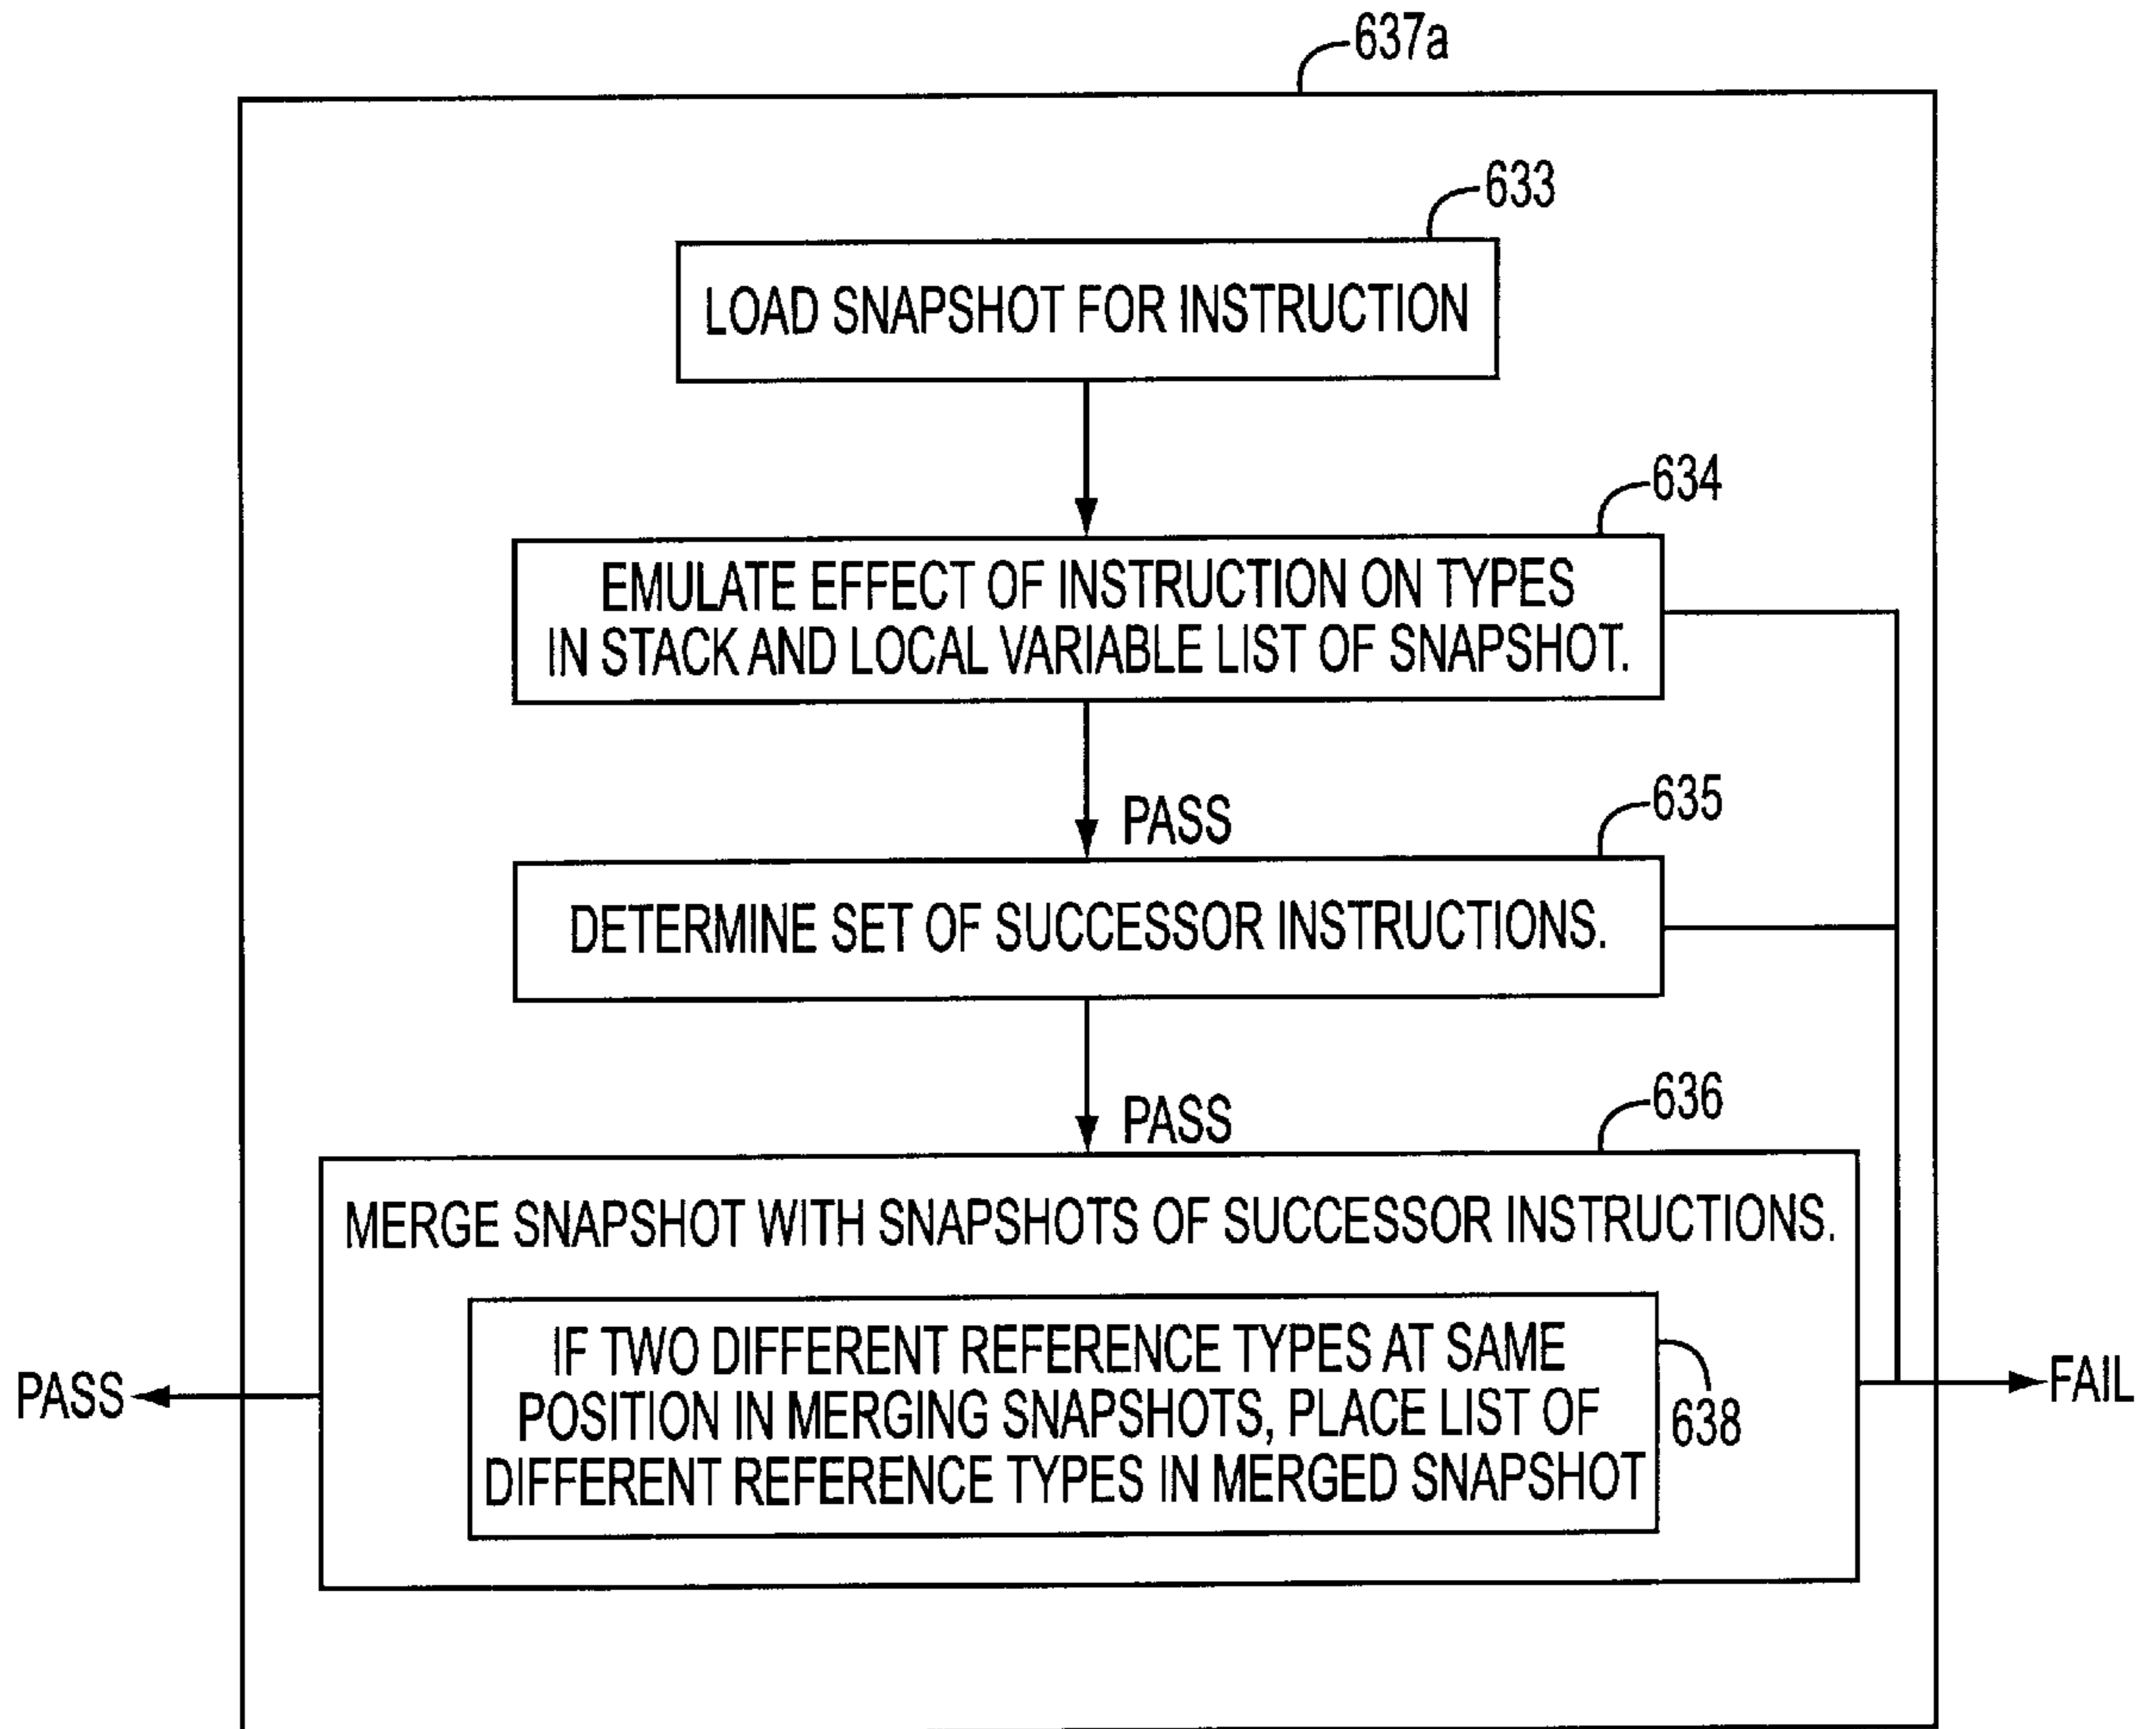 637a
633
LOAD SNAPSHOT FOR INSTRUCTION
634
EMULATE EFFECT OF INSTRUCTION ON TYPES
IN STACK AND LOCAL VARIABLE LIST OF SNAPSHOT.
PASS
635
DETERMINE SET OF SUCCESSOR INSTRUCTIONS.
PASS
636
MERGE SNAPSHOT WITH SNAPSHOTS OF SUCCESSOR INSTRUCTIONS.
IF TWO DIFFERENT REFERENCE TYPES AT SAME
POSITION IN MERGING SNAPSHOTS, PLACE LIST OF
DIFFERENT REFERENCE TYPES IN MERGED SNAPSHOT
638
PASS
FAIL